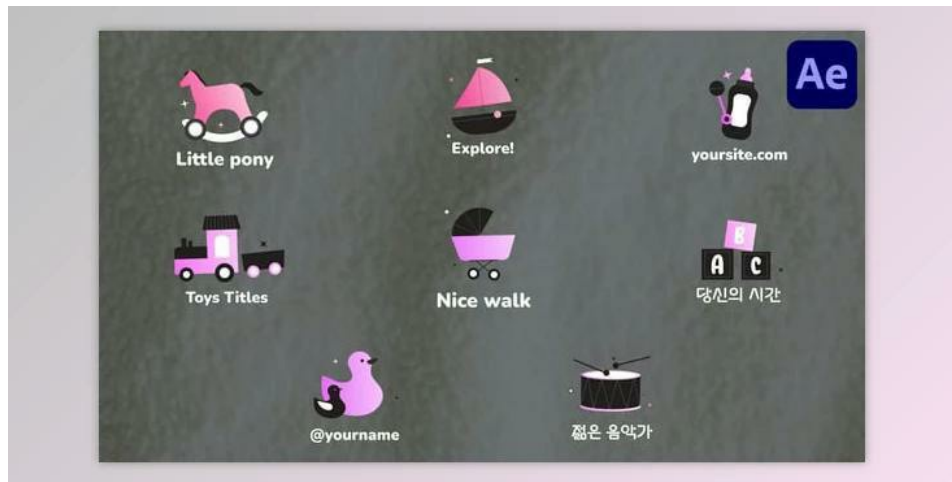 Ae
Little pony
Explore!
yoursite.com
Toys Titles
Nice walk
B
A C
당신의 시간
@yourname
젊은 음악가